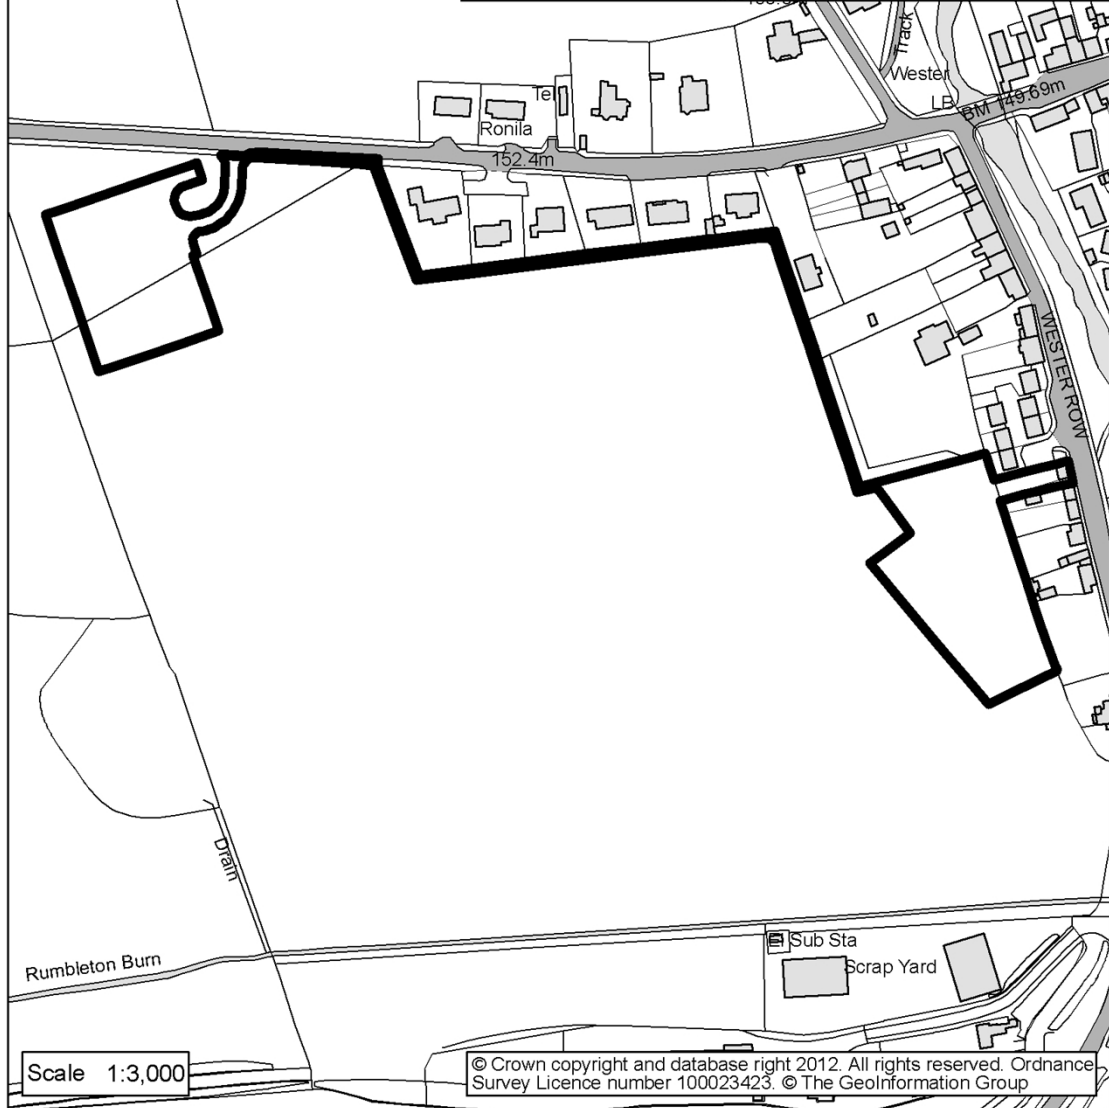 Track
Wester
LB
BM 149.69m
Tel
Ronila
152.4m
WESTER ROW
Drain
Rumbleton Burn
El Sub Sta
Scrap Yard
Scale 1:3,000
© Crown copyright and database right 2012. All rights reserved. Ordnance
Survey Licence number 100023423. © The GeoInformation Group